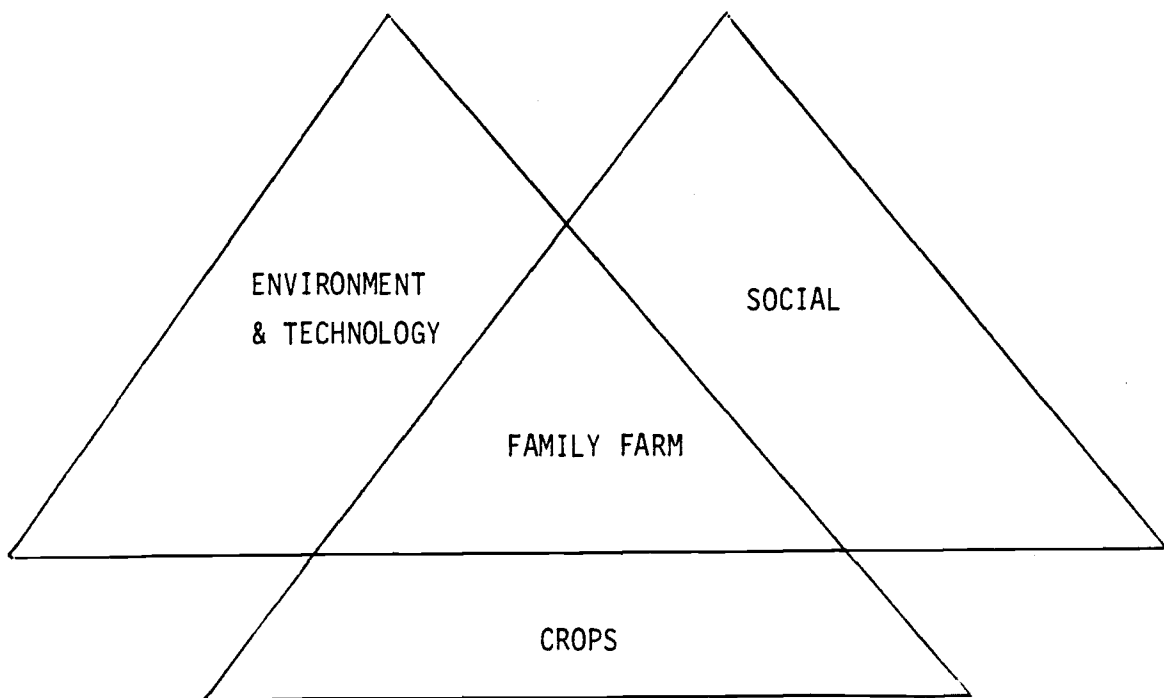 ENVIRONMENT
& TECHNOLOGY
SOCIAL
FAMILY FARM
CROPS